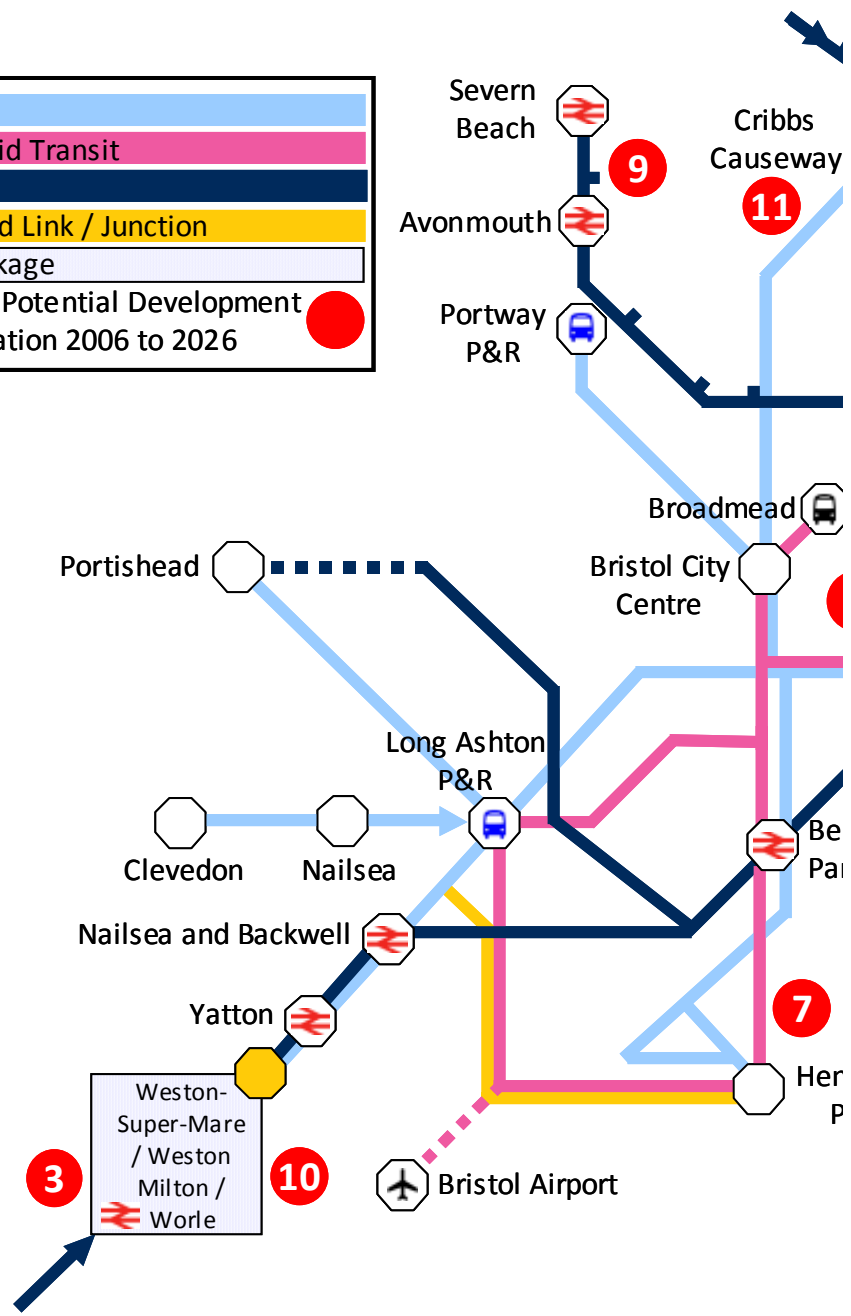 id Transit
d Link / Junction
kage
Potential Development
ation 2006 to 2026
Severn
Beach
9
Cribbs
Causeway
11
Avonmouth
Portway
P&R
Broadmead
Portishead
Bristol City
Centre
Long Ashton
P&R
Clevedon
Nailsea
Be
Par
Nailsea and Backwell
7
Yatton
Hen
P
Weston-
Super-Mare
/ Weston
Milton /
Worle
3
10
Bristol Airport